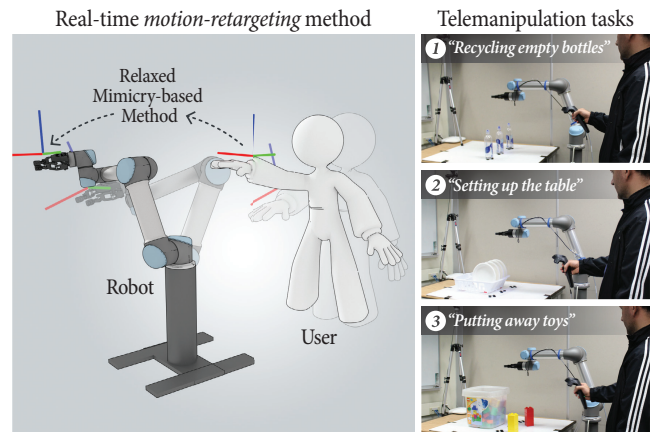 Real-time motion-retargeting method
Relaxed
Mimicry-based
Method
Robot
User
Telemanipulation tasks
1 "Recycling empty bottles"
2 "Setting up the table"
3 "Putting away toys"